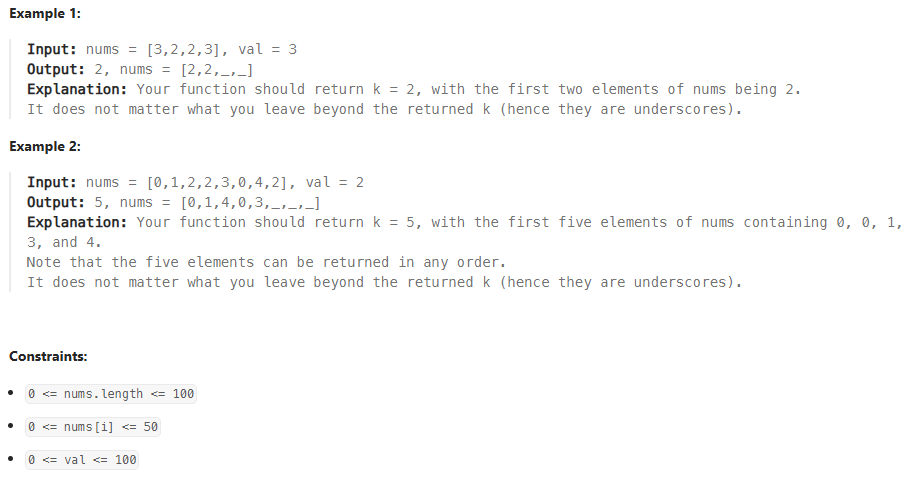 Example 1:
Input: nums = [3,2,2,3], val = 3
Output: 2, nums = [2,2,_,_]
Explanation: Your function should return k = 2, with the first two elements of nums being 2.
It does not matter what you leave beyond the returned k (hence they are underscores).
Example 2:
Input: nums = [0,1,2,2,3,0,4,2], val = 2
Output: 5, nums = [0,1,4,0,3,_,_,_]
Explanation: Your function should return k = 5, with the first five elements of nums containing 0, 0, 1,
3, and 4.
Note that the five elements can be returned in any order.
It does not matter what you leave beyond the returned k (hence they are underscores).
Constraints:
• 0 <= nums.length <= 100
• 0 <= nums[i] <= 50
• 0 <= val <= 100